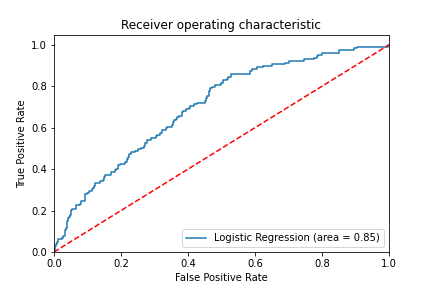 Receiver operating characteristic
True Positive Rate
1.0
0.8
0.6
0.4
0.2
0.0
Logistic Regression (area = 0.85)
0.0 0.2 0.4 0.6 0.8 1.0
False Positive Rate